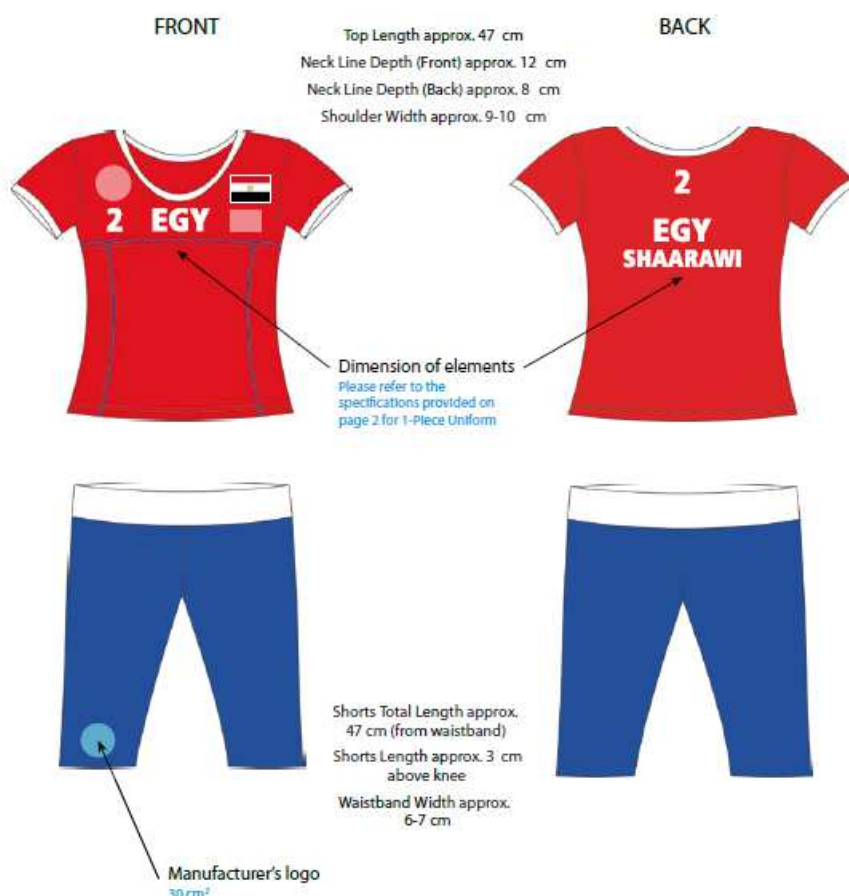 FRONT
BACK
Top Length approx. 47 cm
Neck Line Depth (Front) approx. 12 cm
Neck Line Depth (Back) approx. 8 cm
Shoulder Width approx. 9-10 cm
2 EGY
2
EGY
SHAARAWI
Dimension of elements
Please refer to the
specifications provided on
page 2 for 1-Piece Uniform
Shorts Total Length approx.
47 cm (from waistband)
Shorts Length approx. 3 cm
above knee
Waistband Width approx.
6-7 cm
Manufacturer's logo
30 cm²